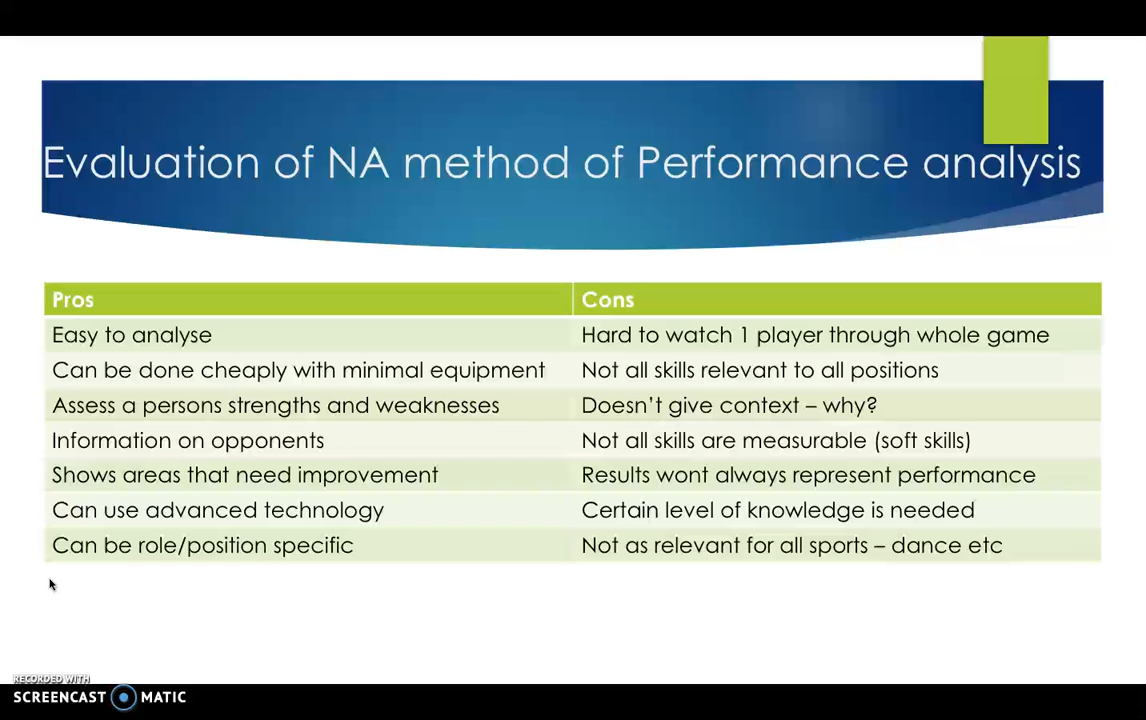 Evaluation of NA method of Performance analysis
Pros Cons
Easy to analyse Hard to watch 1 player through whole game
Can be done cheaply with minimal equipment Not all skills relevant to all positions
Assess a persons strengths and weaknesses Doesn't give context – why?
Information on opponents Not all skills are measurable (soft skills)
Shows areas that need improvement Results wont always represent performance
Can use advanced technology Certain level of knowledge is needed
Can be role/position specific Not as relevant for all sports – dance etc
RECORDED WITH
SCREENCAST MATIC